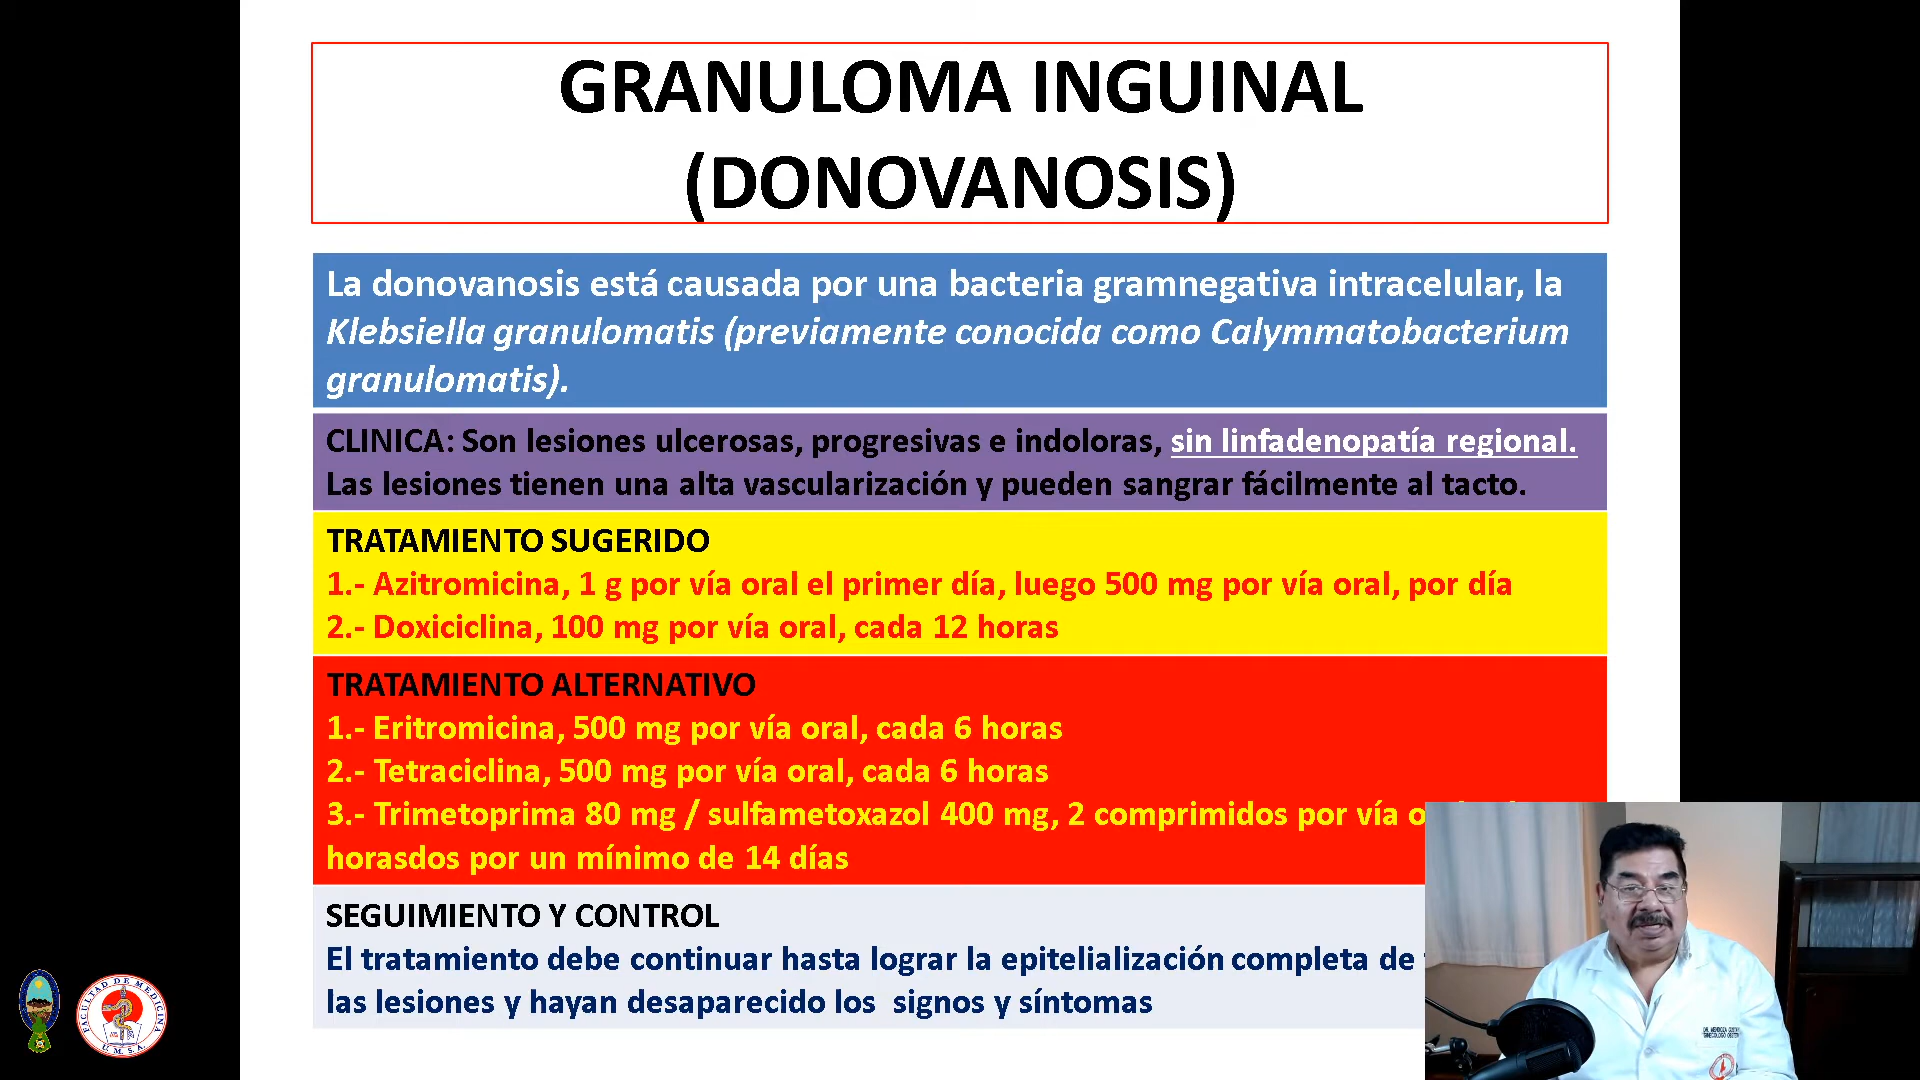 GRANULOMA INGUINAL
(DONOVANOSIS)
La donovanosis está causada por una bacteria gramnegativa intracelular, la
Klebsiella granulomatis (previamente conocida como Calymmatobacterium
granulomatis).
CLINICA: Son lesiones ulcerosas, progresivas e indoloras, sin linfadenopatía regional.
Las lesiones tienen una alta vascularización y pueden sangrar fácilmente al tacto.
TRATAMIENTO SUGERIDO
1.- Azitromicina, 1 g por vía oral el primer día, luego 500 mg por vía oral, por día
2.- Doxiciclina, 100 mg por vía oral, cada 12 horas
TRATAMIENTO ALTERNATIVO
1.- Eritromicina, 500 mg por vía oral, cada 6 horas
2.- Tetraciclina, 500 mg por vía oral, cada 6 horas
3.- Trimetoprima 80 mg / sulfametoxazol 400 mg, 2 comprimidos por vía
horasdos por un mínimo de 14 días
SEGUIMIENTO Y CONTROL
El tratamiento debe continuar hasta lograr la epitelialización completa de
las lesiones y hayan desaparecido los signos y síntomas
FACULTAD DE MEDICINA
U.M.S.A.
DR. MENDOZA